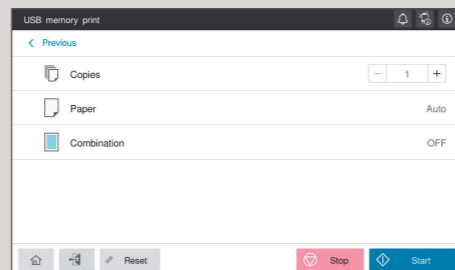 USB memory print
Previous
Copies 1
Paper Auto
Combination OFF
Reset Stop Start